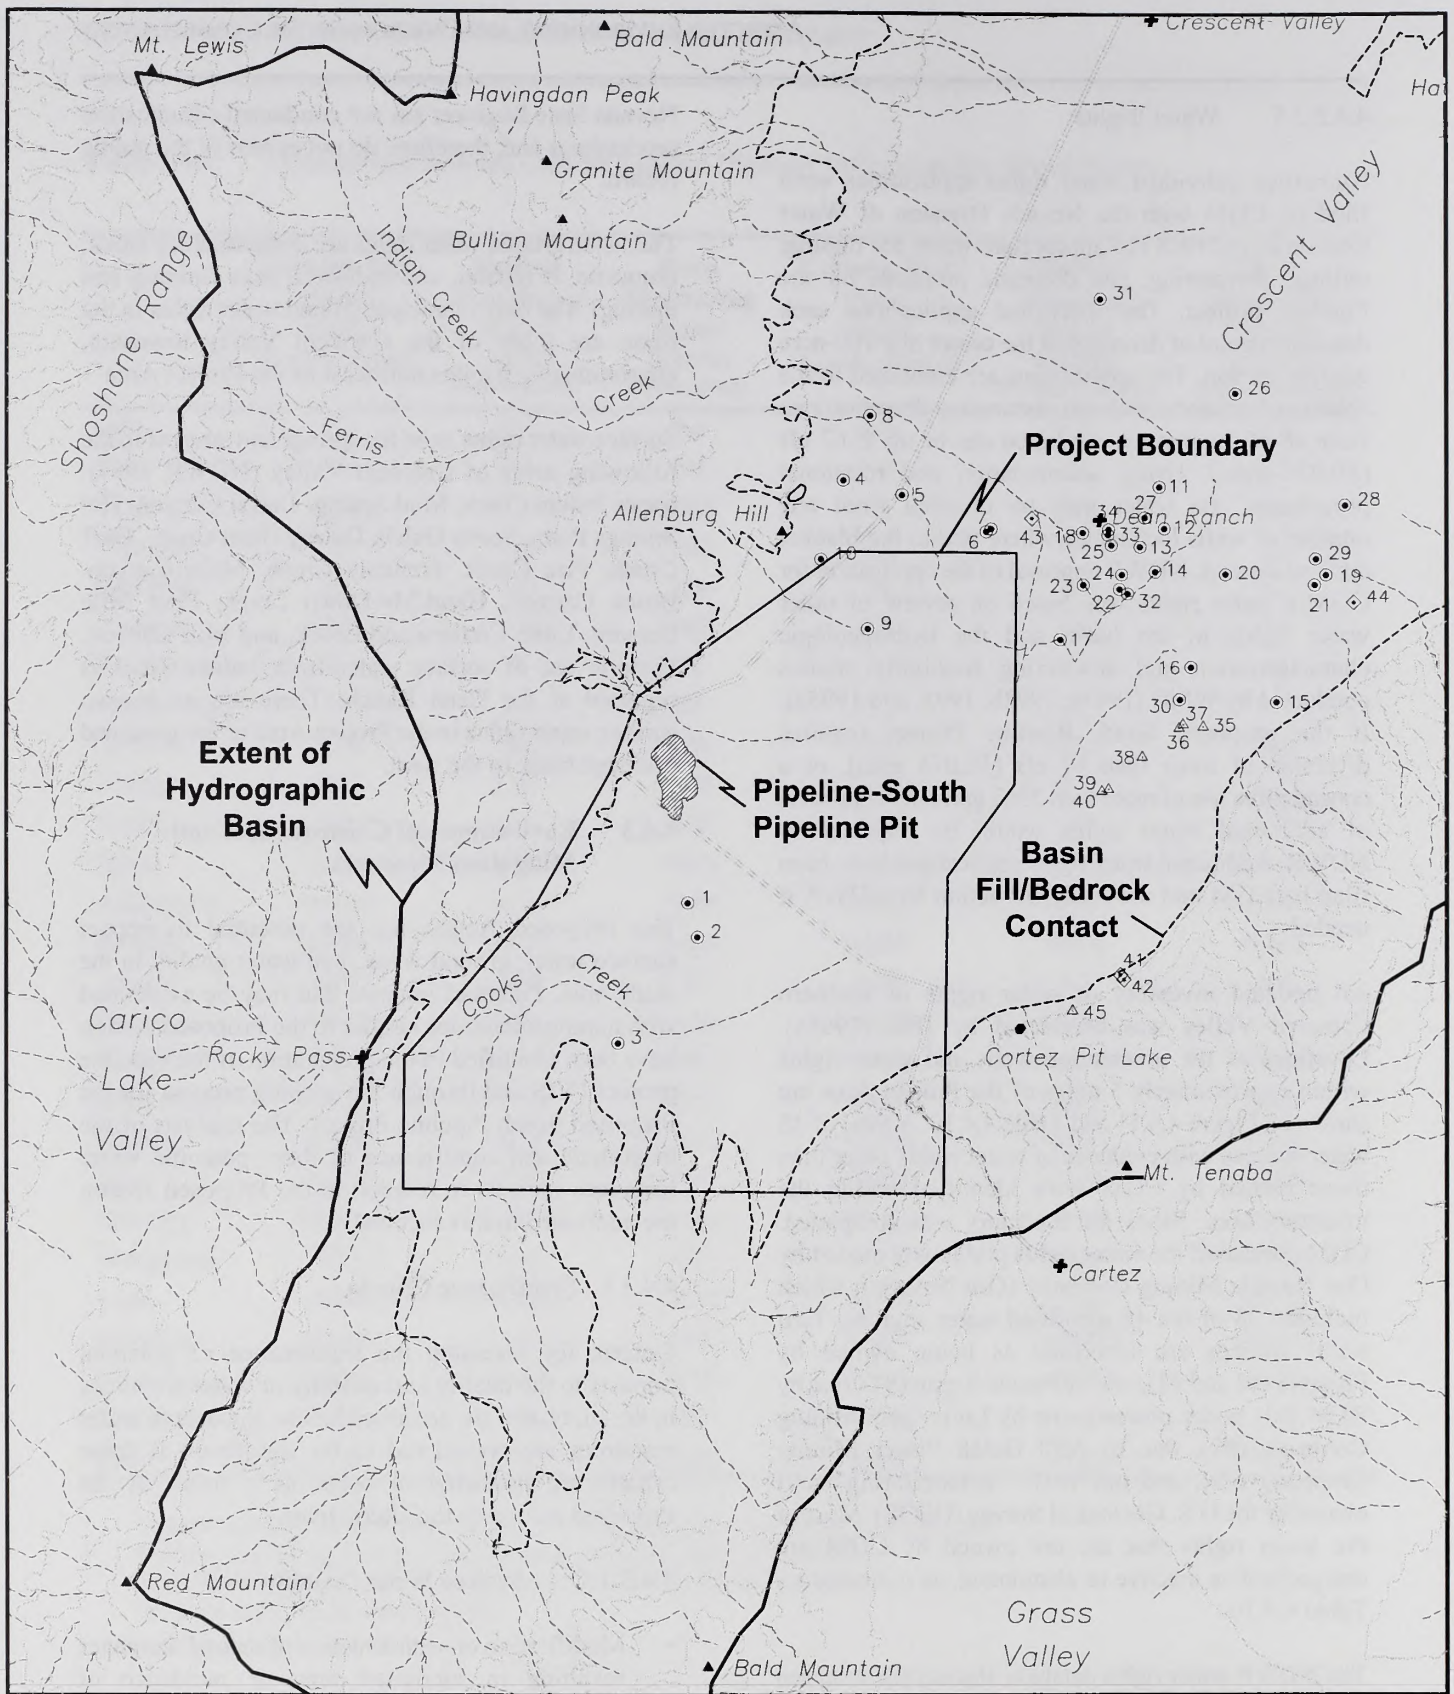 Crescent Valley
Mt. Lewis
Bald Mountain
Havingdan Peak
Granite Mountain
Bullian Mountain
Shoshone Range
Indian Creek
Ferris
Creek
Crescent Valley
31
26
8
Project Boundary
4
5
11
27
28
Allenburg Hill
34
Dean Ranch
6
43
18
33
12
10
25
13
29
24
14
20
19
23
22
32
21
44
9
17
16
30
37
35
15
36
38
39
40
Extent of
Hydrographic
Basin
Pipeline-South
Pipeline Pit
Basin
Fill/Bedrock
Contact
1
2
41
42
45
Cooks
Creek
3
Carico
Lake
Valley
Racky Pass
Cortez Pit Lake
Mt. Tenaba
Cartez
Red Mountain
Grass
Valley
Bald Mountain